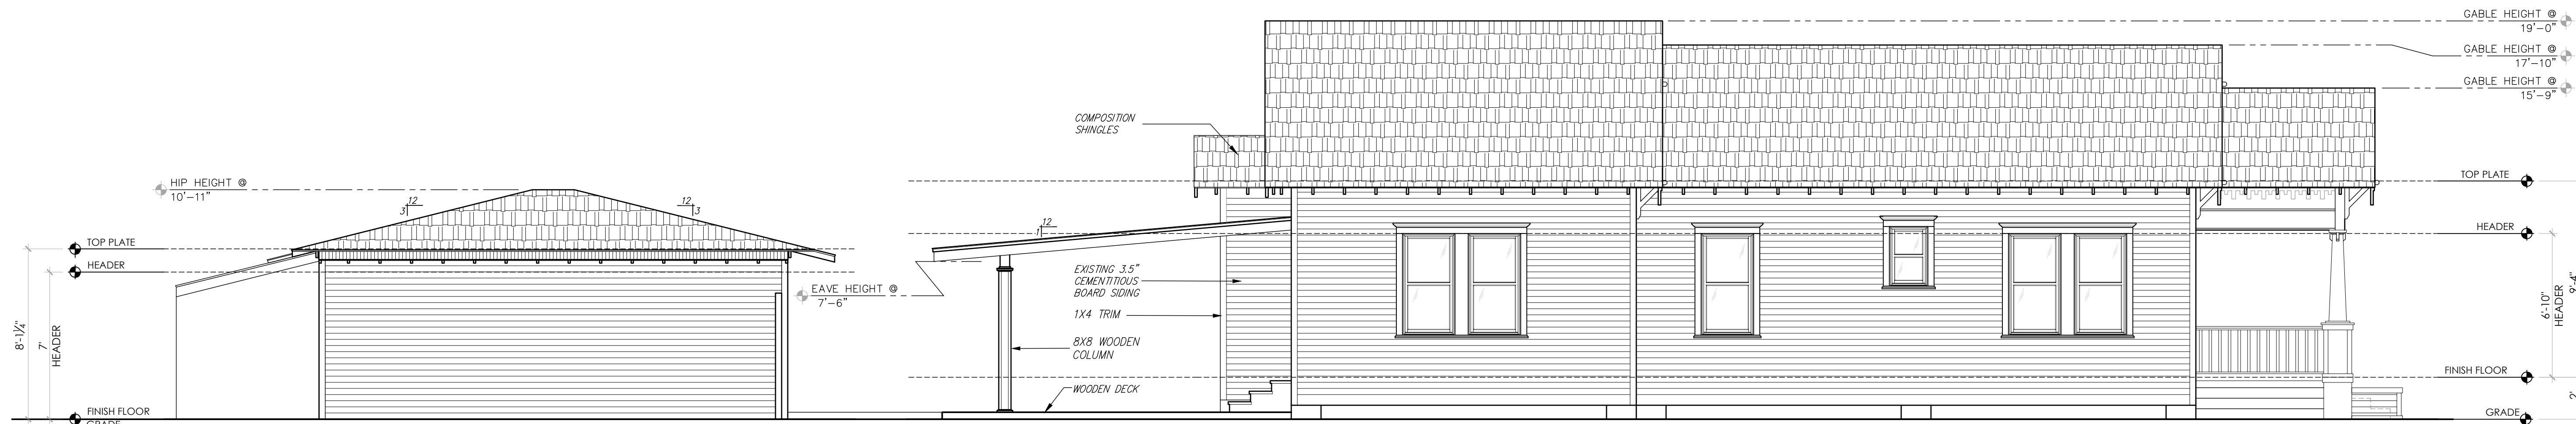 GABLE HEIGHT @
19'-0"
GABLE HEIGHT @
17'-10"
GABLE HEIGHT @
15'-9"
COMPOSITION
SHINGLES
HIP HEIGHT @
10'-11"
12
3
12
3
TOP PLATE
TOP PLATE
HEADER
HEADER
12
1
EXISTING 3.5"
CEMENTITIOUS
BOARD SIDING
EAVE HEIGHT @
7'-6"
1X4 TRIM
8X8 WOODEN
COLUMN
WOODEN DECK
8'-1¼"
7'
HEADER
6'-10"
HEADER
9'-4"
2'
FINISH FLOOR
FINISH FLOOR
GRADE
GRADE